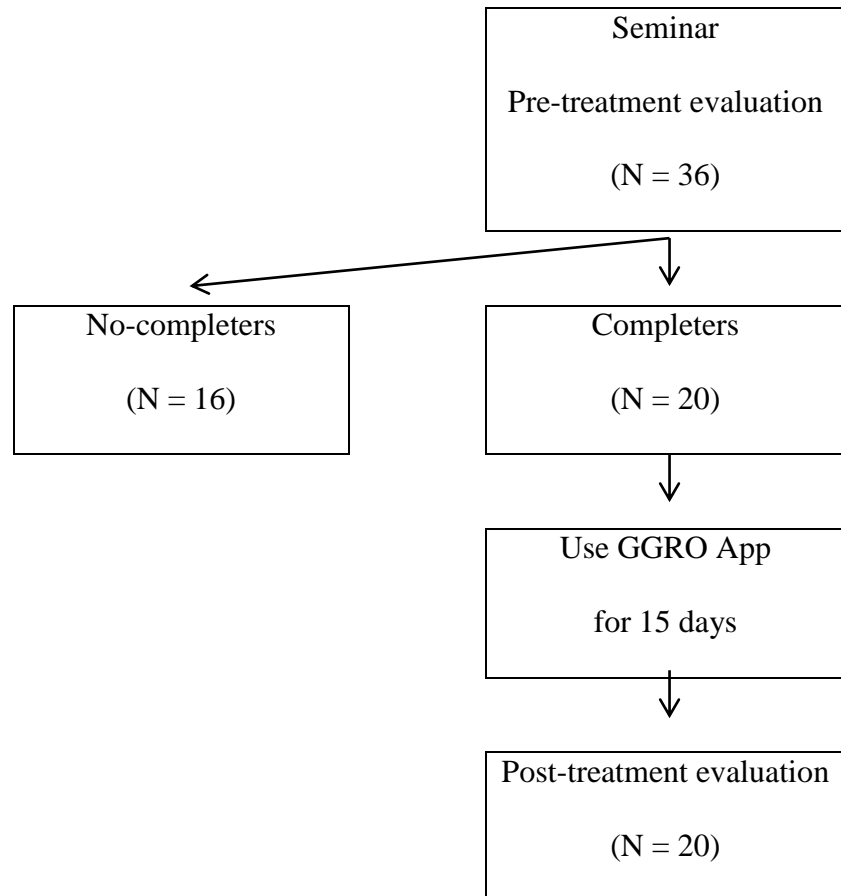 Seminar
Pre-treatment evaluation
(N = 36)
No-completers
(N = 16)
Completers
(N = 20)
Use GGRO App
for 15 days
Post-treatment evaluation
(N = 20)